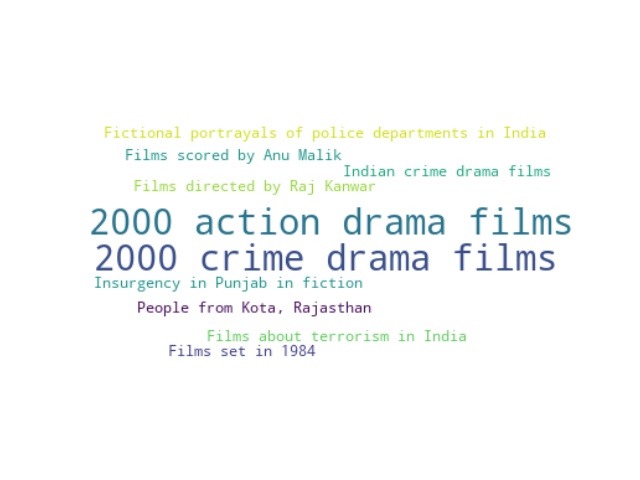 Fictional portrayals of police departments in India
Films scored by Anu Malik
Indian crime drama films
Films directed by Raj Kanwar
2000 action drama films
2000 crime drama films
Insurgency in Punjab in fiction
People from Kota, Rajasthan
Films about terrorism in India
Films set in 1984